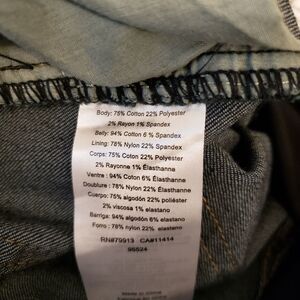 Body: 75% Cotton 22% Polyester
2% Rayon 1% Spandex
Belly: 94% Cotton 6 % Spandex
Lining: 78% Nylon 22% Spandex
Corps: 75% Coton 22% Poliéster
2% Rayonne 1% Élasthanne
Ventre : 94% Coton 6% Élasthanne
Doublure : 78% Nylon 22% Élasthanne
Cuerpo: 75% algodón 22% poliéster
2% viscosa 1% elastano
Barriga: 94% algodón 6% elastano
Forro : 78% nylon 22% elastano
RN#79913 CA#11414
95524